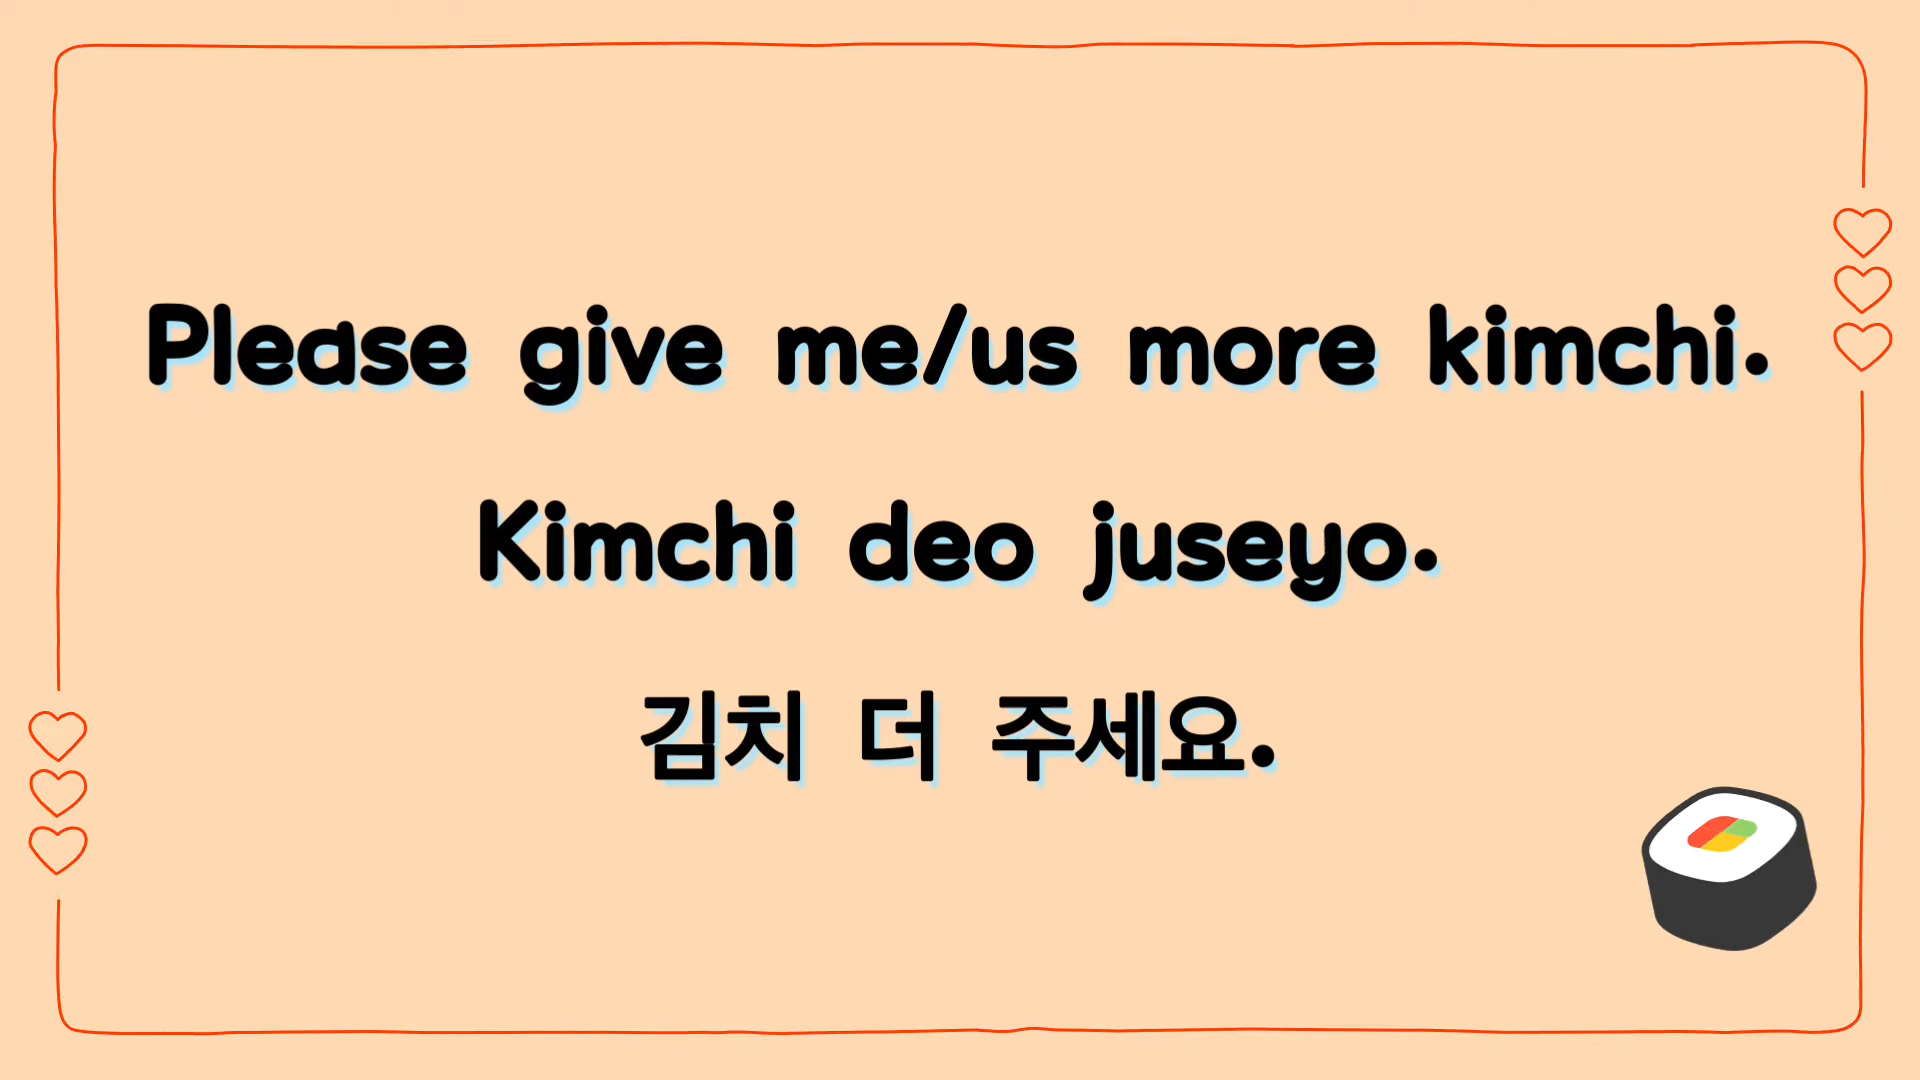 Please give me/us more kimchi.
Kimchi deo juseyo.
김치 더 주세요.